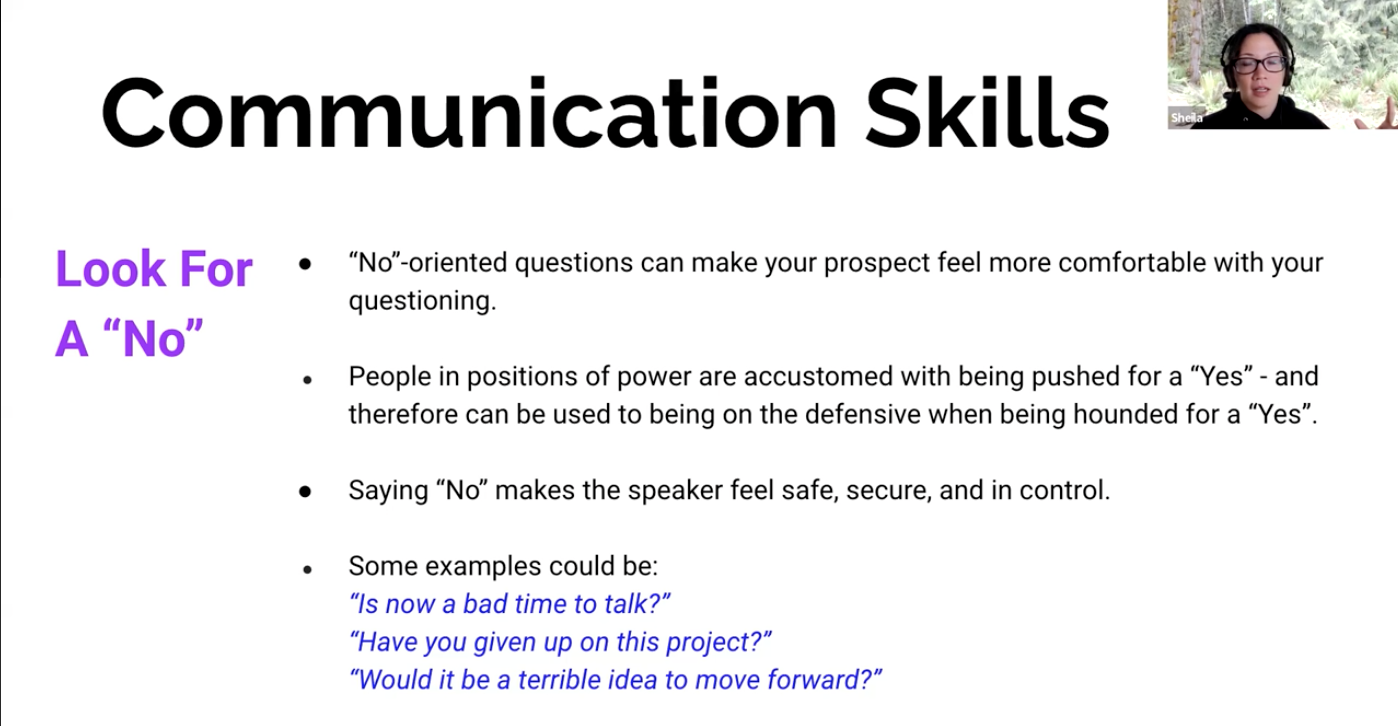 Communication Skills
Sheila
Look For
A “No”
● “No”-oriented questions can make your prospect feel more comfortable with your
questioning.
● People in positions of power are accustomed with being pushed for a “Yes” - and
therefore can be used to being on the defensive when being hounded for a “Yes”.
● Saying “No” makes the speaker feel safe, secure, and in control.
● Some examples could be:
“Is now a bad time to talk?”
“Have you given up on this project?”
“Would it be a terrible idea to move forward?”